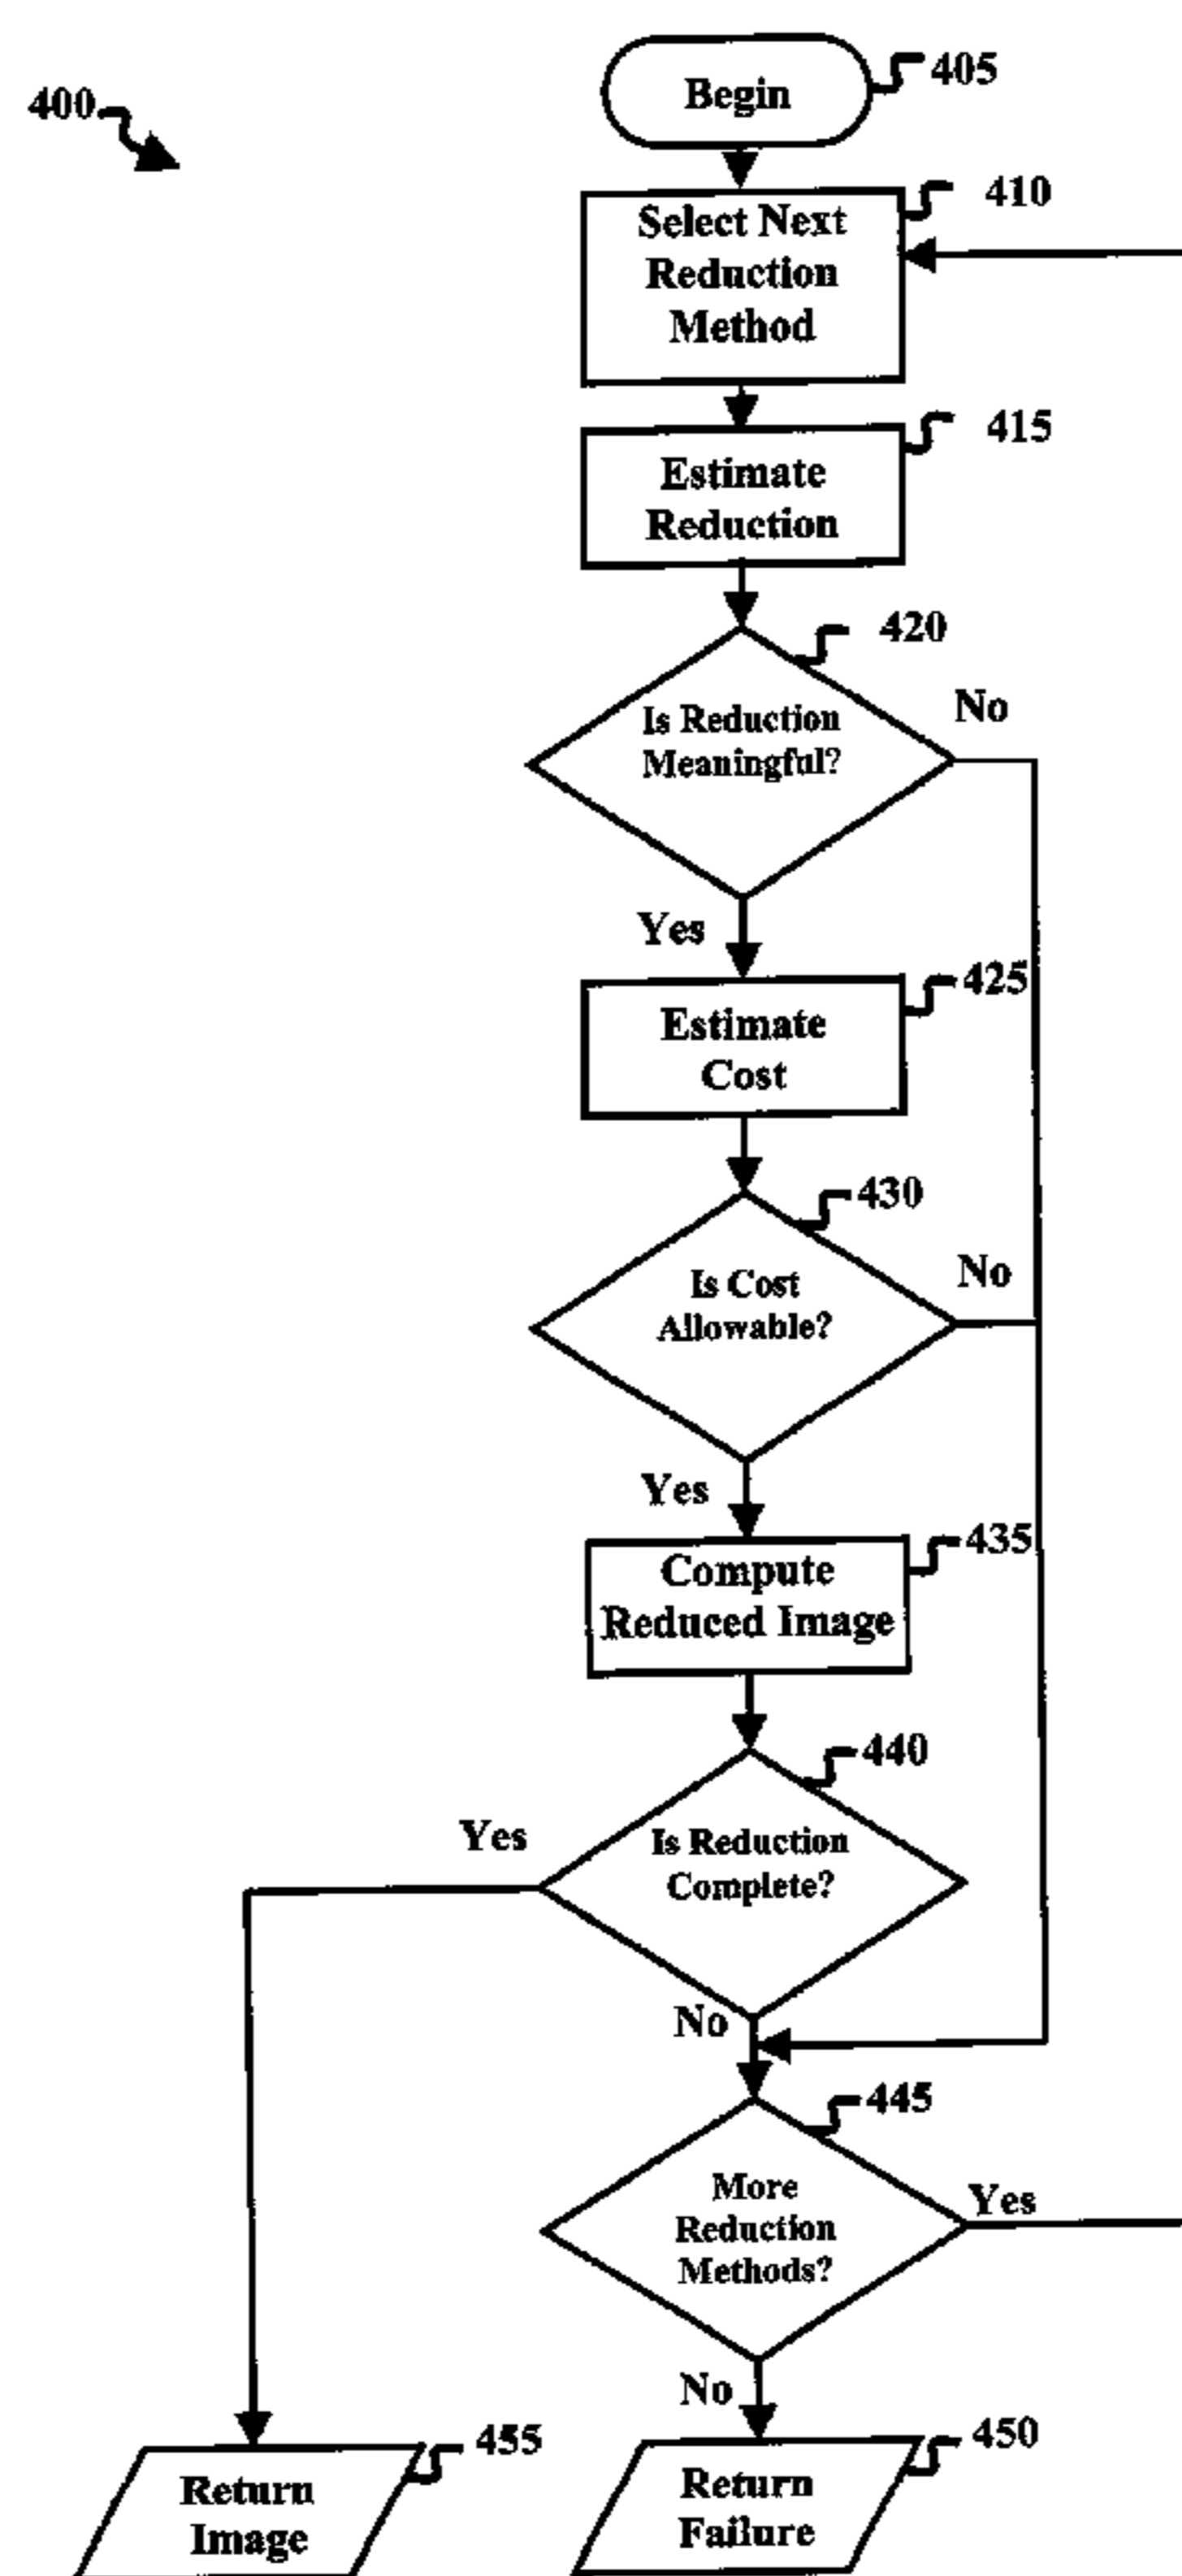 400
Begin
405
Select Next
Reduction
Method
410
Estimate
Reduction
415
Is Reduction
Meaningful?
420
No
Yes
Estimate
Cost
425
Is Cost
Allowable?
430
No
Yes
Compute
Reduced Image
435
Is Reduction
Complete?
440
Yes
No
More
Reduction
Methods?
445
Yes
No
Return
Image
455
Return
Failure
450